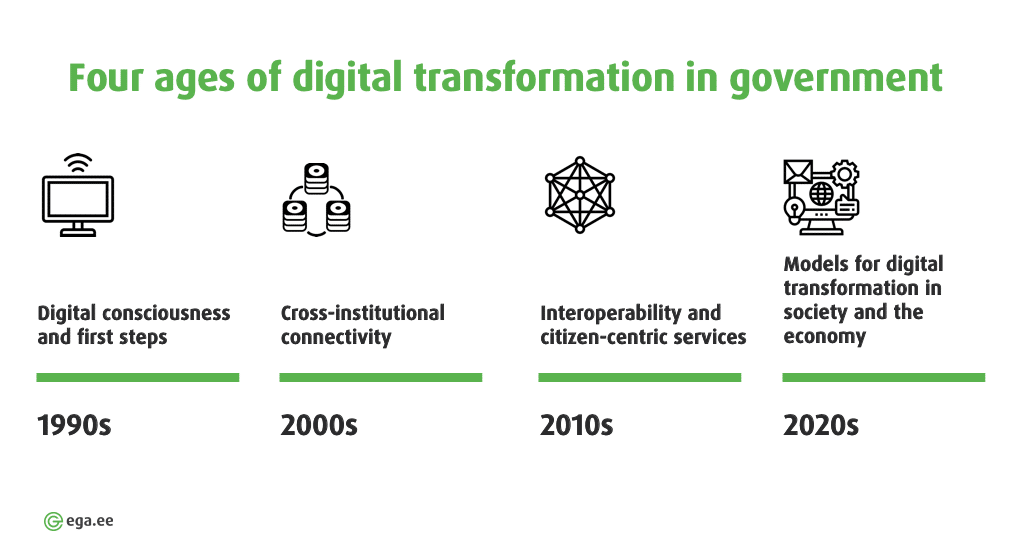 Four ages of digital transformation in government
Digital consciousness
and first steps
1990s
Cross-institutional
connectivity
2000s
Interoperability and
citizen-centric services
2010s
Models for digital
transformation in
society and the
economy
2020s
ega.ee